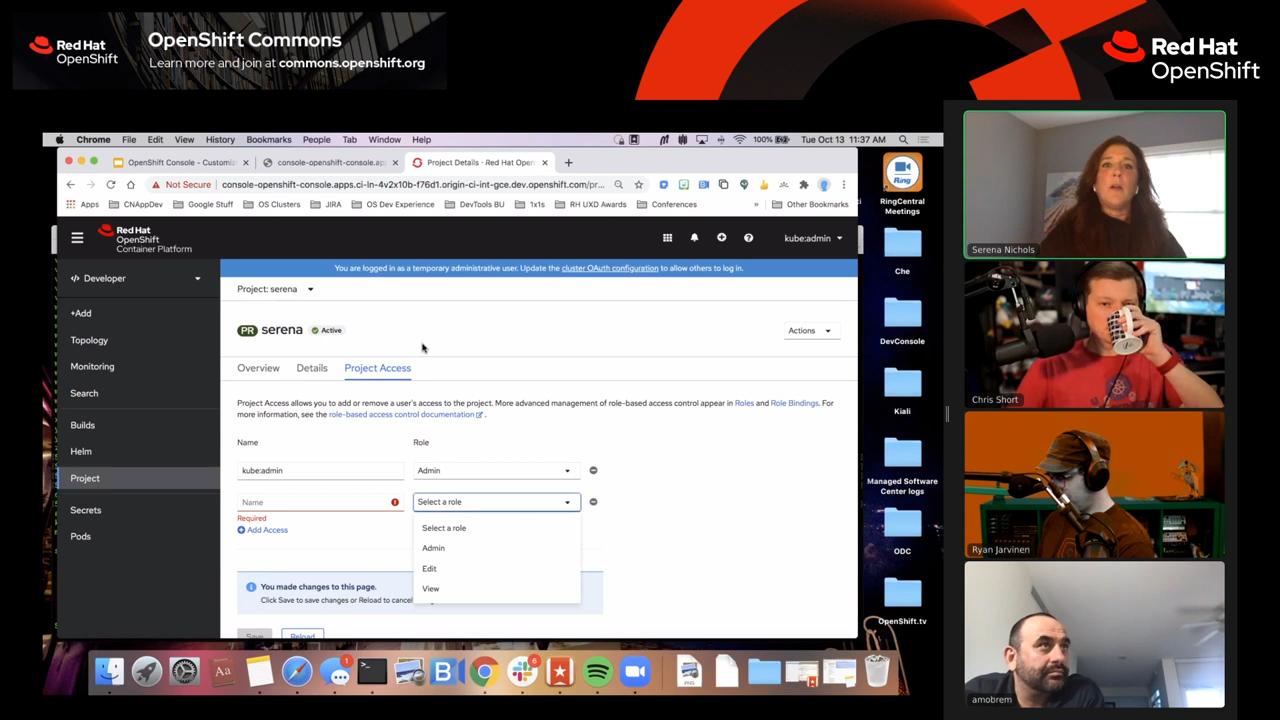 Red Hat
OpenShift
OpenShift Commons
Learn more and join at commons.openshift.org
Red Hat
OpenShift
Chrome File Edit View History Bookmarks People Tab Window Help
100%
Tue Oct 13 11:37 AM
OpenShift Console - Customiz
console-openshift-console.ap
Project Details · Red Hat Open
Not Secure
console-openshift-console.apps.ci-ln-4v2x10b-f76d1.origin-ci-int-gce.dev.openshift.com/pr...
Apps
CNAppDev
Google Stuff
OS Clusters
JIRA
OS Dev Experience
DevTools BU
1x1s
RH UXD Awards
Conferences
»
Other Bookmarks
Red Hat
OpenShift
Container Platform
kube:admin
You are logged in as a temporary administrative user. Update the cluster OAuth configuration to allow others to log in.
</> Developer
+Add
Topology
Monitoring
Search
Builds
Helm
Project
Secrets
Pods
Project: serena
PR serena
Active
Actions
Overview
Details
Project Access
Project Access allows you to add or remove a user's access to the project. More advanced management of role-based access control appear in Roles and Role Bindings. For
more information, see the role-based access control documentation .
Name
Role
kube:admin
Admin
Name
Select a role
Required
Add Access
Select a role
Admin
Edit
View
You made changes to this page.
Click Save to save changes or Reload to cancel
Save
Reload
Ring
RingCentral
Meetings
Che
DevConsole
Kiali
Managed Software
Center logs
ODC
OpenShift.tv
1
Aa
6
Serena Nichols
Chris Short
Ryan Jarvinen
amobrem